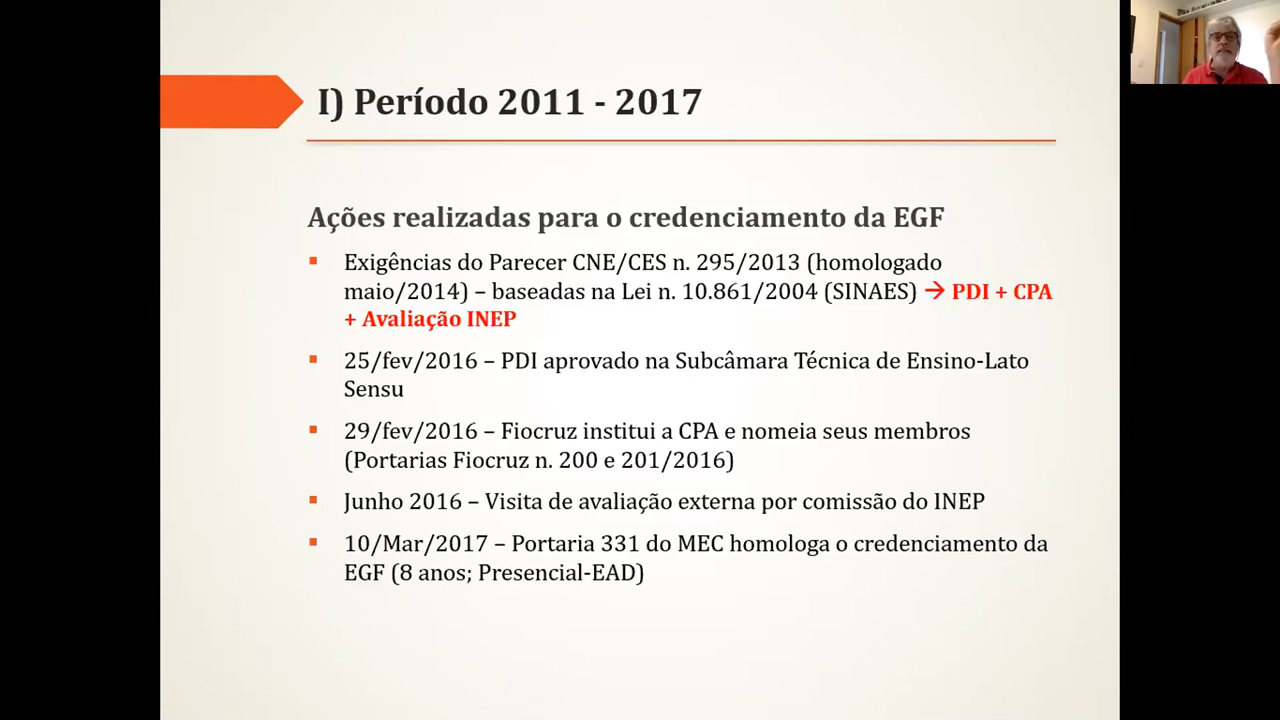 I) Período 2011 - 2017
Ações realizadas para o credenciamento da EGF
▪ Exigências do Parecer CNE/CES n. 295/2013 (homologado
maio/2014) – baseadas na Lei n. 10.861/2004 (SINAES) → PDI + CPA
+ Avaliação INEP
▪ 25/fev/2016 – PDI aprovado na Subcâmara Técnica de Ensino-Lato
Sensu
▪ 29/fev/2016 – Fiocruz institui a CPA e nomeia seus membros
(Portarias Fiocruz n. 200 e 201/2016)
▪ Junho 2016 – Visita de avaliação externa por comissão do INEP
▪ 10/Mar/2017 – Portaria 331 do MEC homologa o credenciamento da
EGF (8 anos; Presencial-EAD)